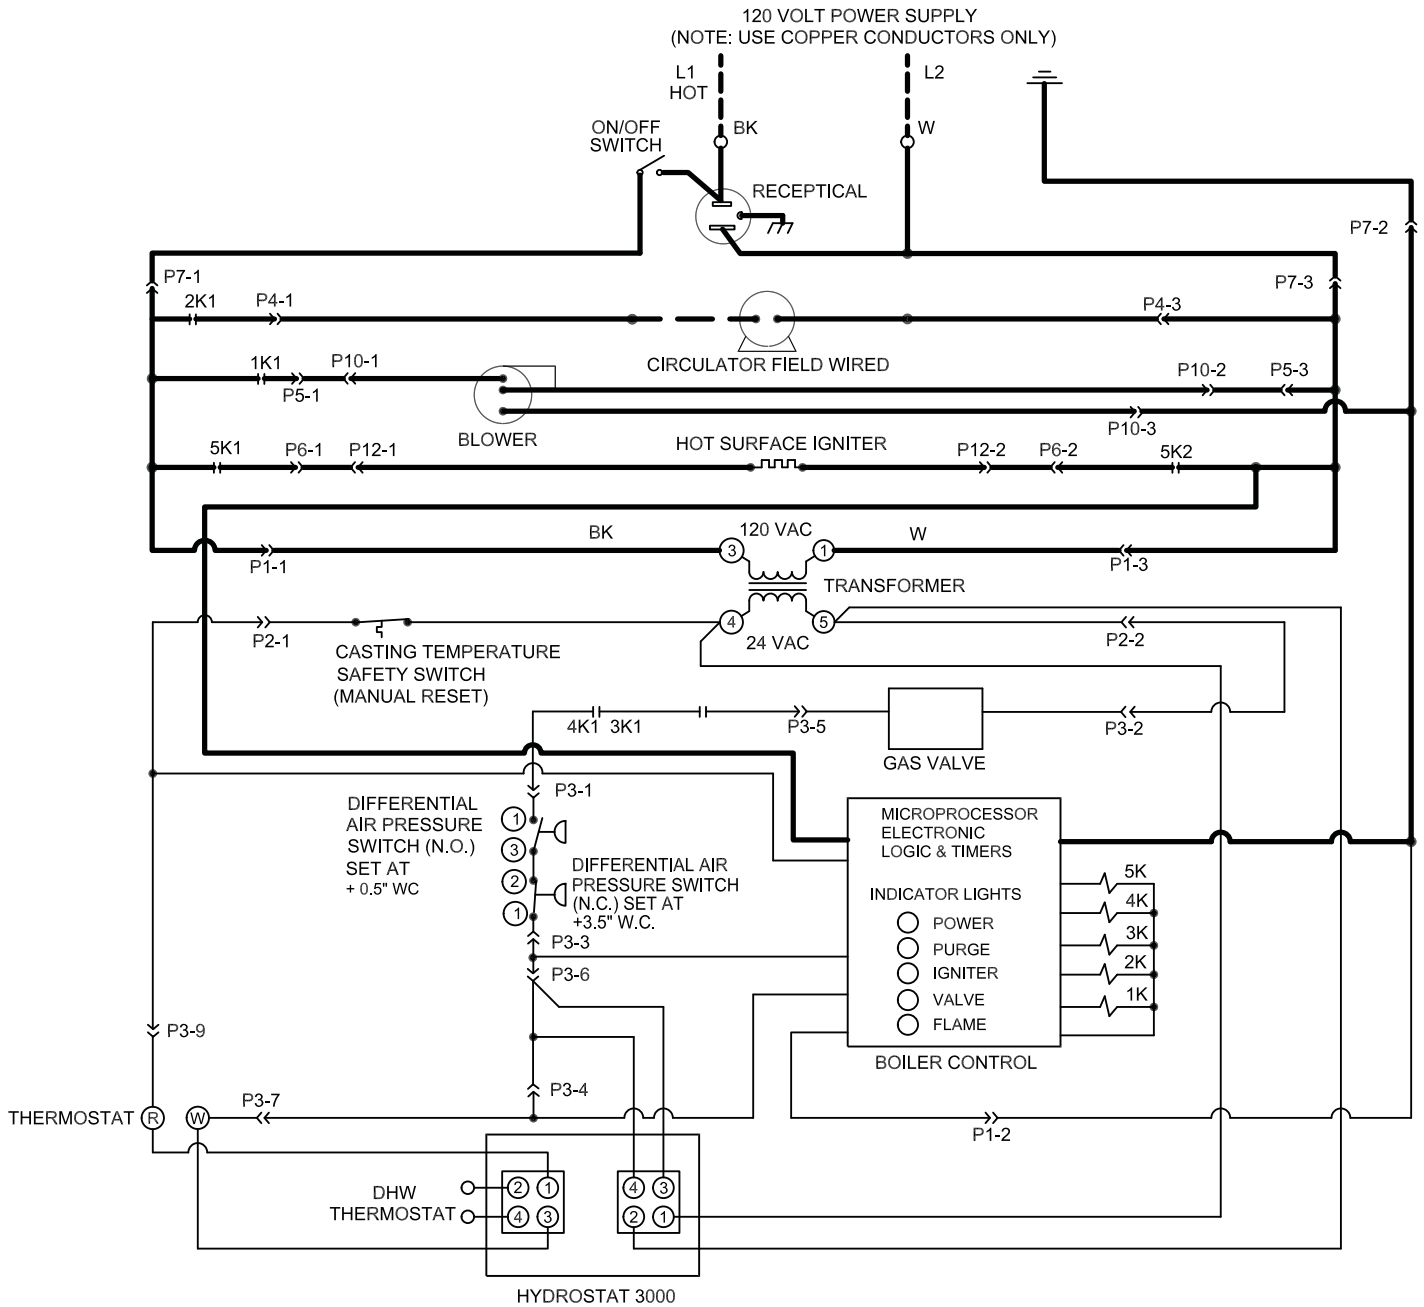 120 VOLT POWER SUPPLY
(NOTE: USE COPPER CONDUCTORS ONLY)
L1
HOT
L2
ON/OFF
SWITCH
BK
W
RECEPTICAL
P7-2
P7-1
P7-3
2K1
P4-1
P4-3
CIRCULATOR FIELD WIRED
1K1
P10-1
P5-1
P10-2
P5-3
BLOWER
P10-3
5K1
P6-1
P12-1
HOT SURFACE IGNITER
P12-2
P6-2
5K2
BK
120 VAC
W
3
1
P1-1
P1-3
TRANSFORMER
4
5
24 VAC
P2-1
P2-2
CASTING TEMPERATURE
SAFETY SWITCH
(MANUAL RESET)
4K1
3K1
P3-5
P3-2
GAS VALVE
P3-1
DIFFERENTIAL
AIR PRESSURE
SWITCH (N.O.)
SET AT
+ 0.5" WC
1
3
2
1
DIFFERENTIAL AIR
PRESSURE SWITCH
(N.C.) SET AT
+3.5" W.C.
P3-3
P3-6
MICROPROCESSOR
ELECTRONIC
LOGIC & TIMERS
INDICATOR LIGHTS
POWER
PURGE
IGNITER
VALVE
FLAME
BOILER CONTROL
5K
4K
3K
2K
1K
P3-9
P3-4
P3-7
THERMOSTAT
R
W
P1-2
DHW
THERMOSTAT
2
1
4
3
4
3
2
1
HYDROSTAT 3000